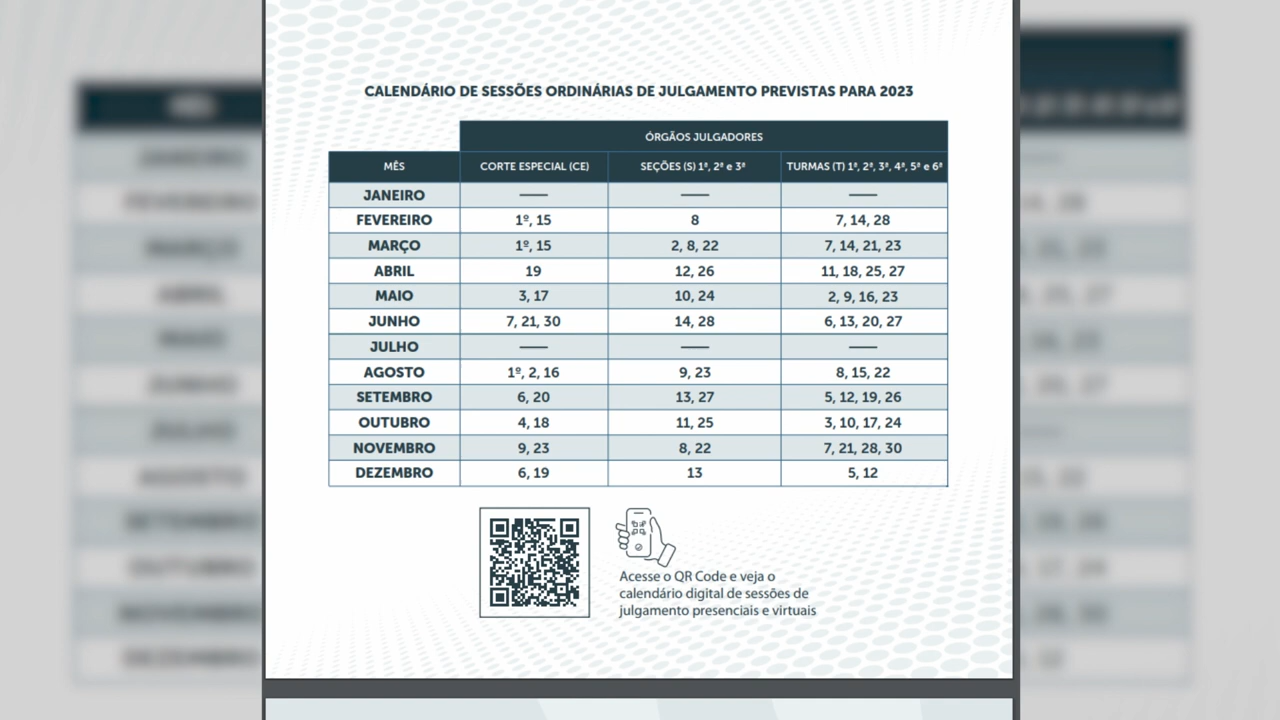 CALENDÁRIO DE SESSÕES ORDINÁRIAS DE JULGAMENTO PREVISTAS PARA 2023
ÓRGÃOS JULGADORES
MÊS CORTE ESPECIAL (CE) SEÇÕES (S) 1ª, 2ª e 3ª TURMAS (T) 1ª, 2ª, 3ª, 4ª, 5ª e 6ª
JANEIRO —— —— ——
FEVEREIRO 1º, 15 8 7, 14, 28
MARÇO 1º, 15 2, 8, 22 7, 14, 21, 23
ABRIL 19 12, 26 11, 18, 25, 27
MAIO 3, 17 10, 24 2, 9, 16, 23
JUNHO 7, 21, 30 14, 28 6, 13, 20, 27
JULHO —— —— ——
AGOSTO 1º, 2, 16 9, 23 8, 15, 22
SETEMBRO 6, 20 13, 27 5, 12, 19, 26
OUTUBRO 4, 18 11, 25 3, 10, 17, 24
NOVEMBRO 9, 23 8, 22 7, 21, 28, 30
DEZEMBRO 6, 19 13 5, 12
Acesse o QR Code e veja o
calendário digital de sessões de
julgamento presenciais e virtuais